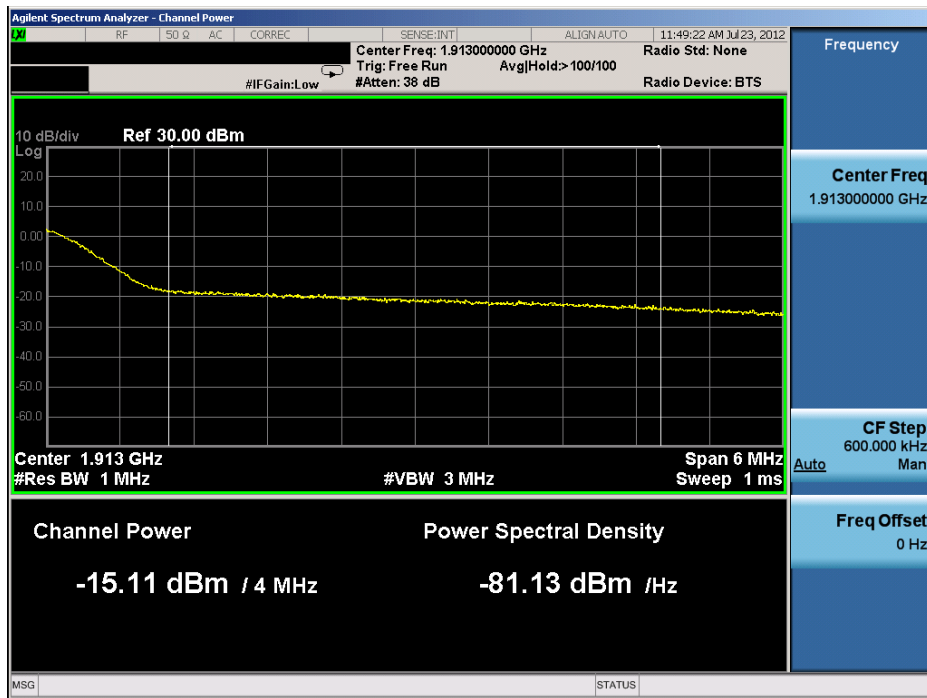 Agilent Spectrum Analyzer - Channel Power
LXI RF 50 Ω AC CORREC SENSE:INT ALIGN AUTO 11:49:22 AM Jul 23, 2012
Center Freq: 1.913000000 GHz Radio Std: None
Trig: Free Run Avg|Hold:>100/100
#IFGain:Low #Atten: 38 dB Radio Device: BTS
10 dB/div Ref 30.00 dBm
Log
20.0
10.0
0.00
-10.0
-20.0
-30.0
-40.0
-50.0
-60.0
Center 1.913 GHz Span 6 MHz
#Res BW 1 MHz #VBW 3 MHz Sweep 1 ms
Channel Power Power Spectral Density
-15.11 dBm / 4 MHz -81.13 dBm /Hz
MSG STATUS
Frequency
Center Freq
1.913000000 GHz
CF Step
600.000 kHz
Auto Man
Freq Offset
0 Hz